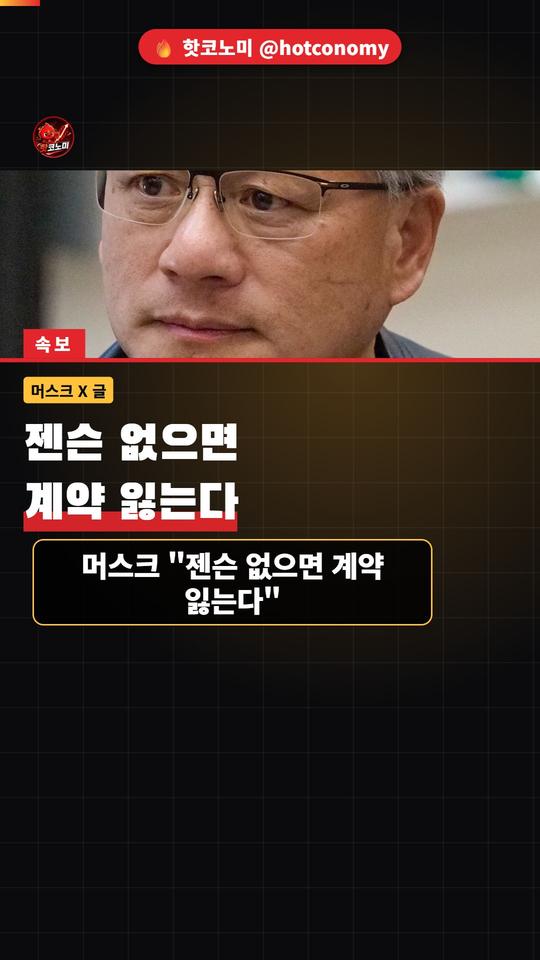 핫코노미 @hotconomy
핫코노미
속보
머스크 X 글
젠슨 없으면
계약 잃는다
머스크 "젠슨 없으면 계약
잃는다"